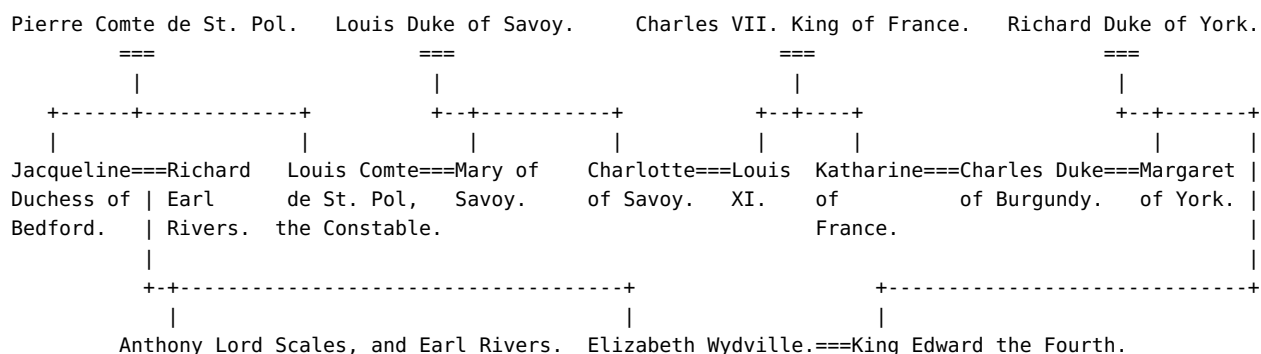 Pierre Comte de St. Pol. Louis Duke of Savoy. Charles VII. King of France. Richard Duke of York.
Jacqueline===Richard Louis Comte===Mary of Charlotte===Louis Katharine===Charles Duke===Margaret
Duchess of Earl de St. Pol, Savoy. of Savoy. XI. of of Burgundy. of York.
Bedford. Rivers. the Constable. France.
Anthony Lord Scales, and Earl Rivers. Elizabeth Wydville.===King Edward the Fourth.